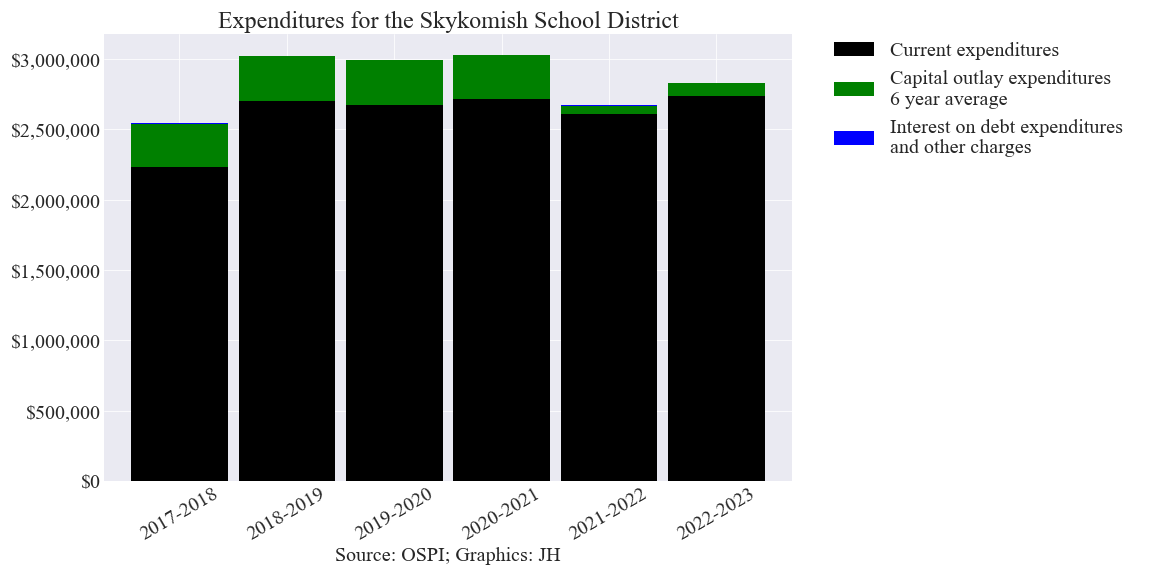 Expenditures for the Skykomish School District
$3,000,000
$2,500,000
$2,000,000
$1,500,000
$1,000,000
$500,000
$0
2017-2018
2018-2019
2019-2020
2020-2021
2021-2022
2022-2023
Source: OSPI; Graphics: JH
Current expenditures
Capital outlay expenditures
6 year average
Interest on debt expenditures
and other charges